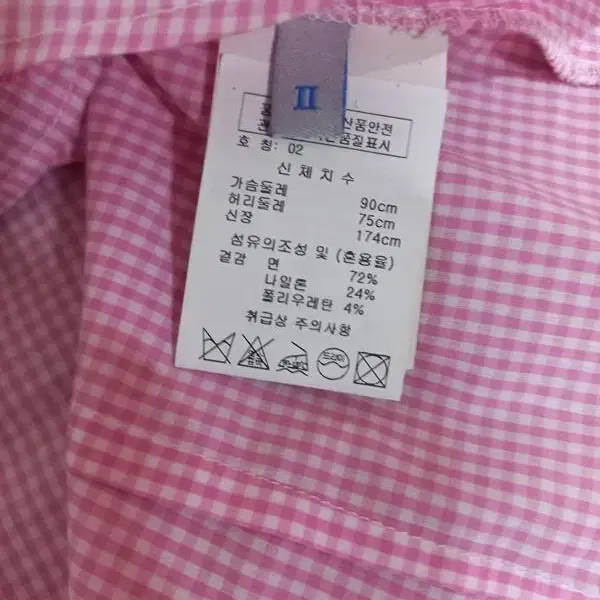 II
산품안전
품질표시
호 칭: 02
신 체 치 수
가슴둘레 90cm
허리둘레 75cm
신장 174cm
섬유의조성 및 (혼용율)
겉감 면 72%
나일론 24%
폴리우레탄 4%
취급상 주의사항
드라이